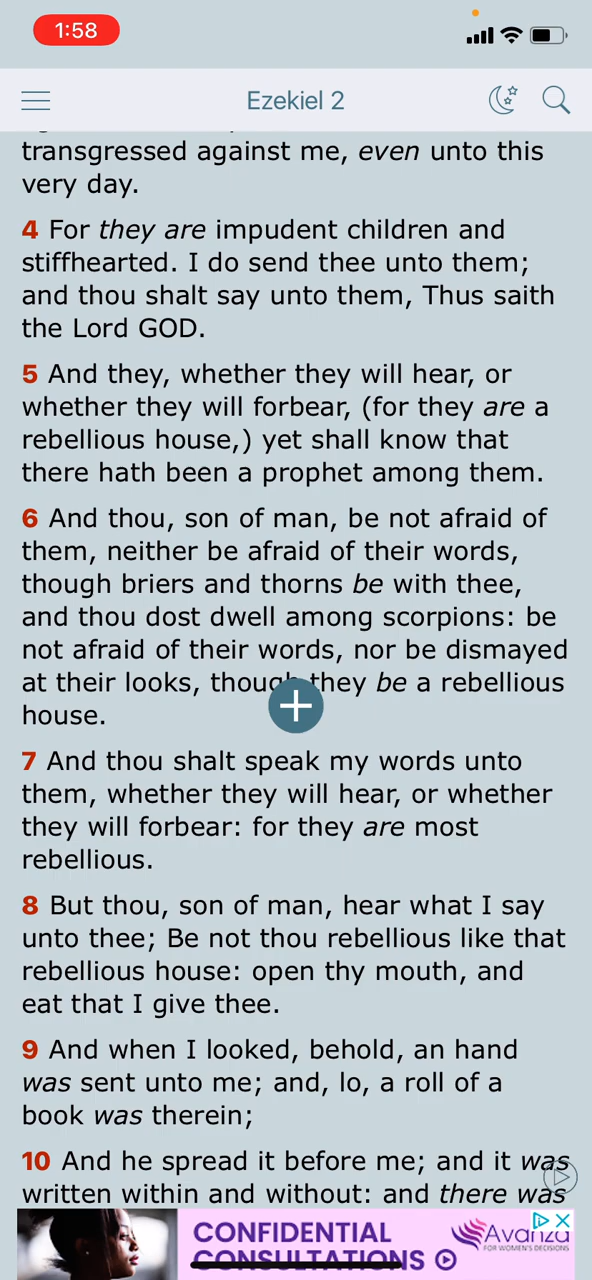 1:58
Ezekiel 2
transgressed against me, even unto this
very day.
4 For they are impudent children and
stiffhearted. I do send thee unto them;
and thou shalt say unto them, Thus saith
the Lord GOD.
5 And they, whether they will hear, or
whether they will forbear, (for they are a
rebellious house,) yet shall know that
there hath been a prophet among them.
6 And thou, son of man, be not afraid of
them, neither be afraid of their words,
though briers and thorns be with thee,
and thou dost dwell among scorpions: be
not afraid of their words, nor be dismayed
at their looks, though they be a rebellious
house.
7 And thou shalt speak my words unto
them, whether they will hear, or whether
they will forbear: for they are most
rebellious.
8 But thou, son of man, hear what I say
unto thee; Be not thou rebellious like that
rebellious house: open thy mouth, and
eat that I give thee.
9 And when I looked, behold, an hand
was sent unto me; and, lo, a roll of a
book was therein;
10 And he spread it before me; and it was
written within and without: and there was
CONFIDENTIAL
CONSULTATIONS
Avanza
FOR WOMEN'S DECISIONS